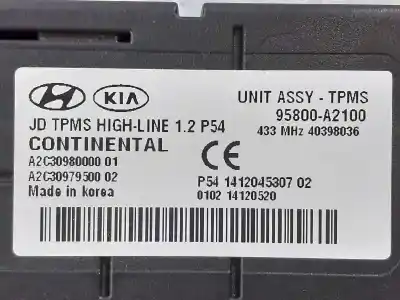 KIA
UNIT ASSY - TPMS
JD TPMS HIGH-LINE 1.2 P54
95800-A2100
CONTINENTAL
433 MHz 40398036
A2C30980000 01
CE
A2C30979500 02
P54 1412045307 02
Made in korea
0102 14120520